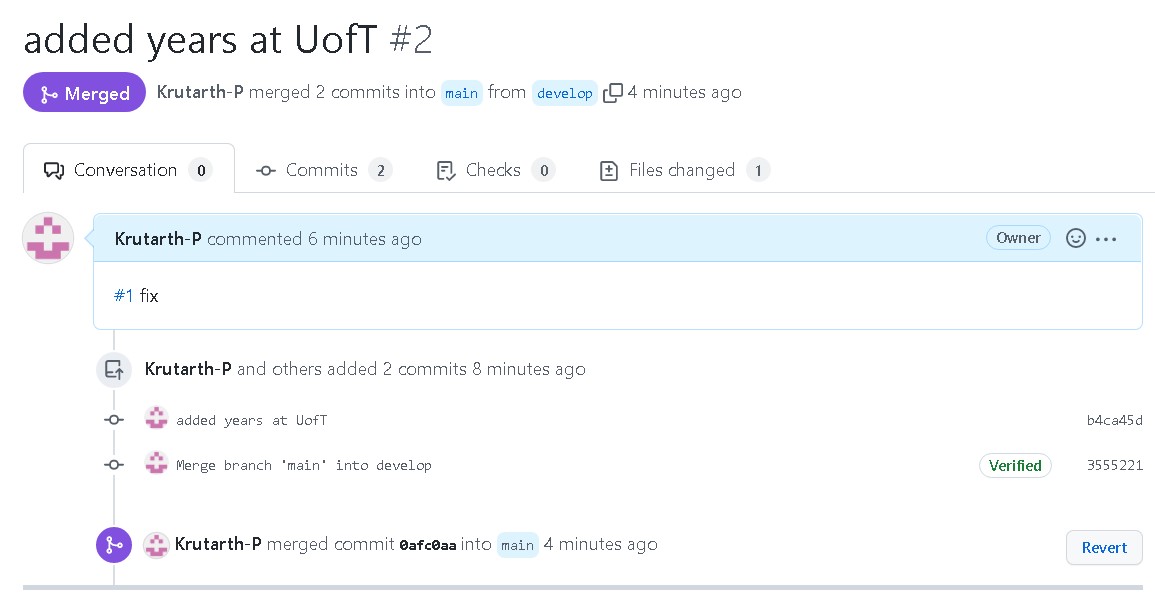 added years at UofT #2
Merged Krutarth-P merged 2 commits into main from develop 4 minutes ago
Conversation 0 Commits 2 Checks 0 Files changed 1
Krutarth-P commented 6 minutes ago Owner
#1 fix
Krutarth-P and others added 2 commits 8 minutes ago
added years at UofT b4ca45d
Merge branch 'main' into develop Verified 3555221
Krutarth-P merged commit 0afc0aa into main 4 minutes ago Revert